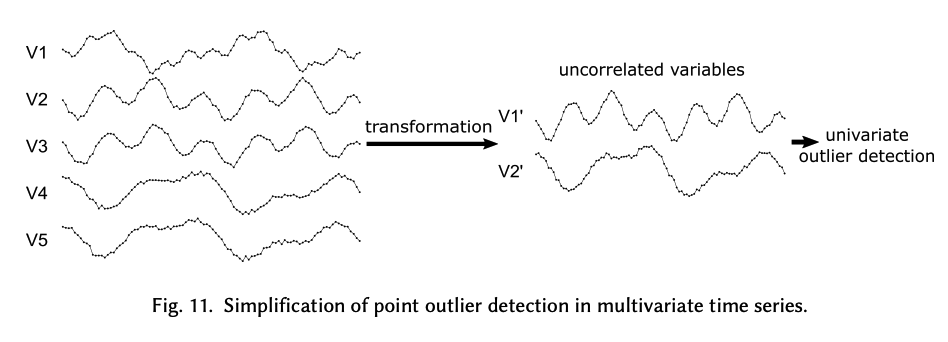 V1
V2
V3
V4
V5
transformation
uncorrelated variables
V1'
V2'
univariate
outlier detection
Fig. 11. Simplification of point outlier detection in multivariate time series.